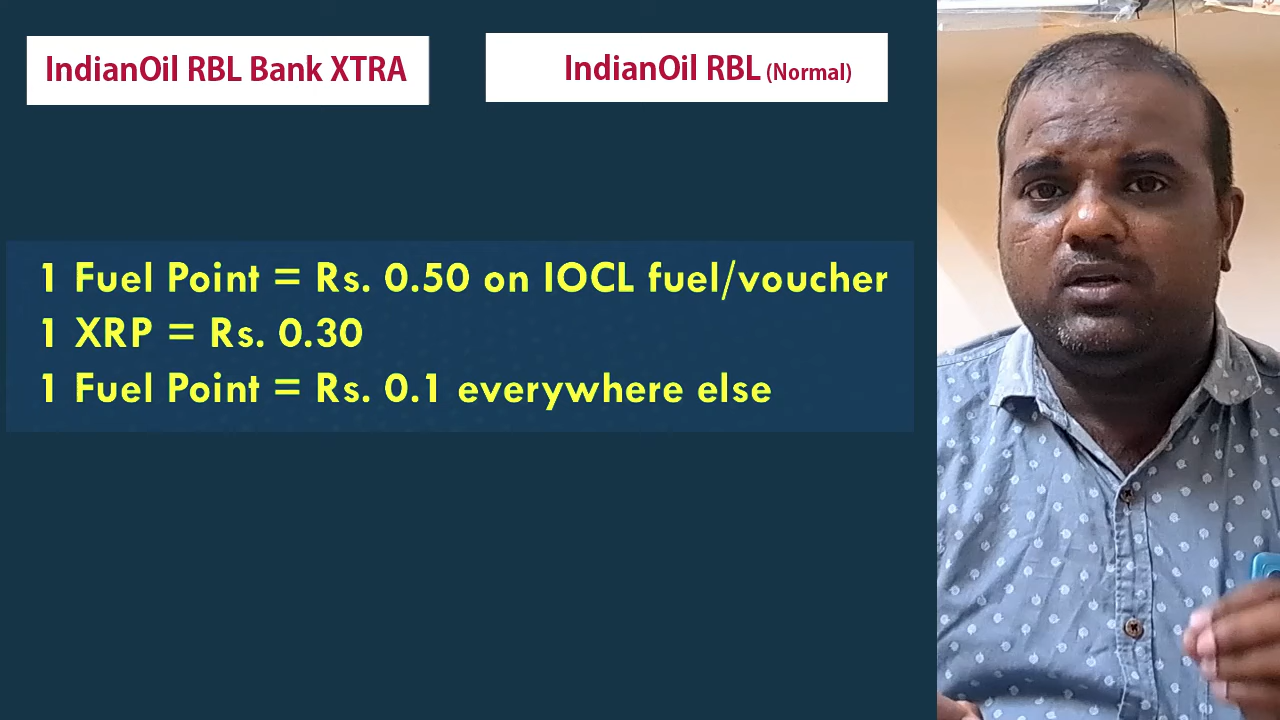 IndianOil RBL Bank XTRA
IndianOil RBL (Normal)
1 Fuel Point = Rs. 0.50 on IOCL fuel/voucher
1 XRP = Rs. 0.30
1 Fuel Point = Rs. 0.1 everywhere else